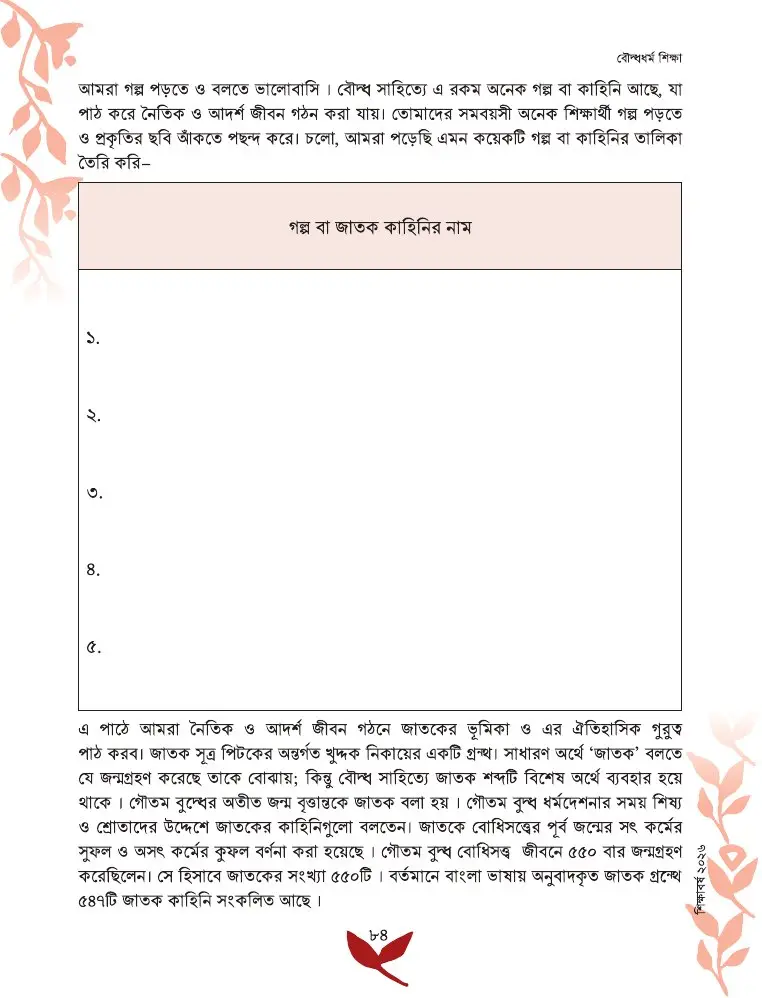 বৌদ্ধধর্ম শিক্ষা
আমরা গল্প পড়তে ও বলতে ভালোবাসি । বৌদ্ধ সাহিত্যে এ রকম অনেক গল্প বা কাহিনি আছে, যা
পাঠ করে নৈতিক ও আদর্শ জীবন গঠন করা যায়। তোমাদের সমবয়সী অনেক শিক্ষার্থী গল্প পড়তে
ও প্রকৃতির ছবি আঁকতে পছন্দ করে। চলো, আমরা পড়েছি এমন কয়েকটি গল্প বা কাহিনির তালিকা
তৈরি করি–
গল্প বা জাতক কাহিনির নাম
১.
২.
৩.
৪.
৫.
এ পাঠে আমরা নৈতিক ও আদর্শ জীবন গঠনে জাতকের ভূমিকা ও এর ঐতিহাসিক গুরুত্ব
পাঠ করব। জাতক সূত্র পিটকের অন্তর্গত খুদ্দক নিকায়ের একটি গ্রন্থ। সাধারণ অর্থে ‘জাতক’ বলতে
যে জন্মগ্রহণ করেছে তাকে বোঝায়; কিন্তু বৌদ্ধ সাহিত্যে জাতক শব্দটি বিশেষ অর্থে ব্যবহার হয়ে
থাকে । গৌতম বুদ্ধের অতীত জন্ম বৃত্তান্তকে জাতক বলা হয় । গৌতম বুদ্ধ ধর্মদেশনার সময় শিষ্য
ও শ্রোতাদের উদ্দেশে জাতকের কাহিনিগুলো বলতেন। জাতকে বোধিসত্ত্বের পূর্ব জন্মের সৎ কর্মের
সুফল ও অসৎ কর্মের কুফল বর্ণনা করা হয়েছে । গৌতম বুদ্ধ বোধিসত্ত্ব জীবনে ৫৫০ বার জন্মগ্রহণ
করেছিলেন। সে হিসাবে জাতকের সংখ্যা ৫৫০টি । বর্তমানে বাংলা ভাষায় অনুবাদকৃত জাতক গ্রন্থে
৫৪৭টি জাতক কাহিনি সংকলিত আছে ।
৮৪
শিক্ষাবর্ষ ২০২৬